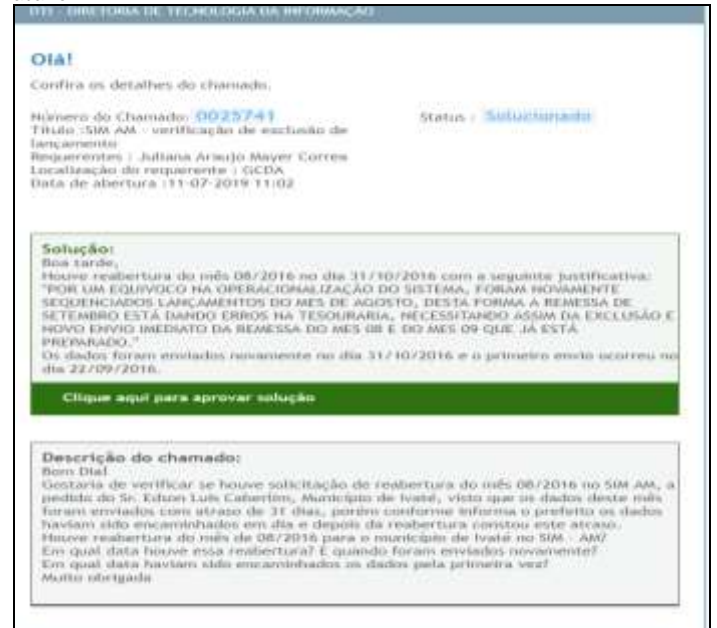 DTI - DIRETORIA DE TECNOLOGIA DA INFORMAÇÃO
Olá!
Confira os detalhes do chamado.
Número do Chamado: 0025741 Status : Solucionado
Título :SIM AM - verificação de exclusão de
lançamento
Requerentes : Juliana Araujo Mayer Correa
Localização do requerente : GCDA
Data de abertura :11-07-2019 11:02
Solução:
Boa tarde,
Houve reabertura do mês 08/2016 no dia 31/10/2016 com a seguinte justificativa:
"POR UM EQUIVOCO NA OPERACIONALIZAÇÃO DO SISTEMA, FORAM NOVAMENTE
SEQUENCIADOS LANÇAMENTOS DO MES DE AGOSTO, DESTA FORMA A REMESSA DE
SETEMBRO ESTÁ DANDO ERROS NA TESOURARIA, NECESSITANDO ASSIM DA EXCLUSÃO E
NOVO ENVIO IMEDIATO DA REMESSA DO MES 08 E DO MES 09 QUE JÁ ESTÁ
PREPARADO."
Os dados foram enviados novamente no dia 31/10/2016 e o primeiro envio ocorreu no
dia 22/09/2016.
Clique aqui para aprovar solução
Descrição do chamado:
Bom Dia!
Gostaria de verificar se houve solicitação de reabertura do mês 08/2016 no SIM AM, a
pedido do Sr. Edson Luis Município de Ivaté, visto que os dados deste mês
foram enviados com atraso de 31 dias, porém conforme informa o prefeito os dados
haviam sido encaminhados em dia e depois da reabertura constou este atraso.
Houve reabertura do mês de 08/2016 para o município de Ivaté no SIM - AM?
Em qual data houve essa reabertura? E quando foram enviados novamente?
Em qual data haviam sido encaminhados os dados pela primeira vez?
Muito obrigada